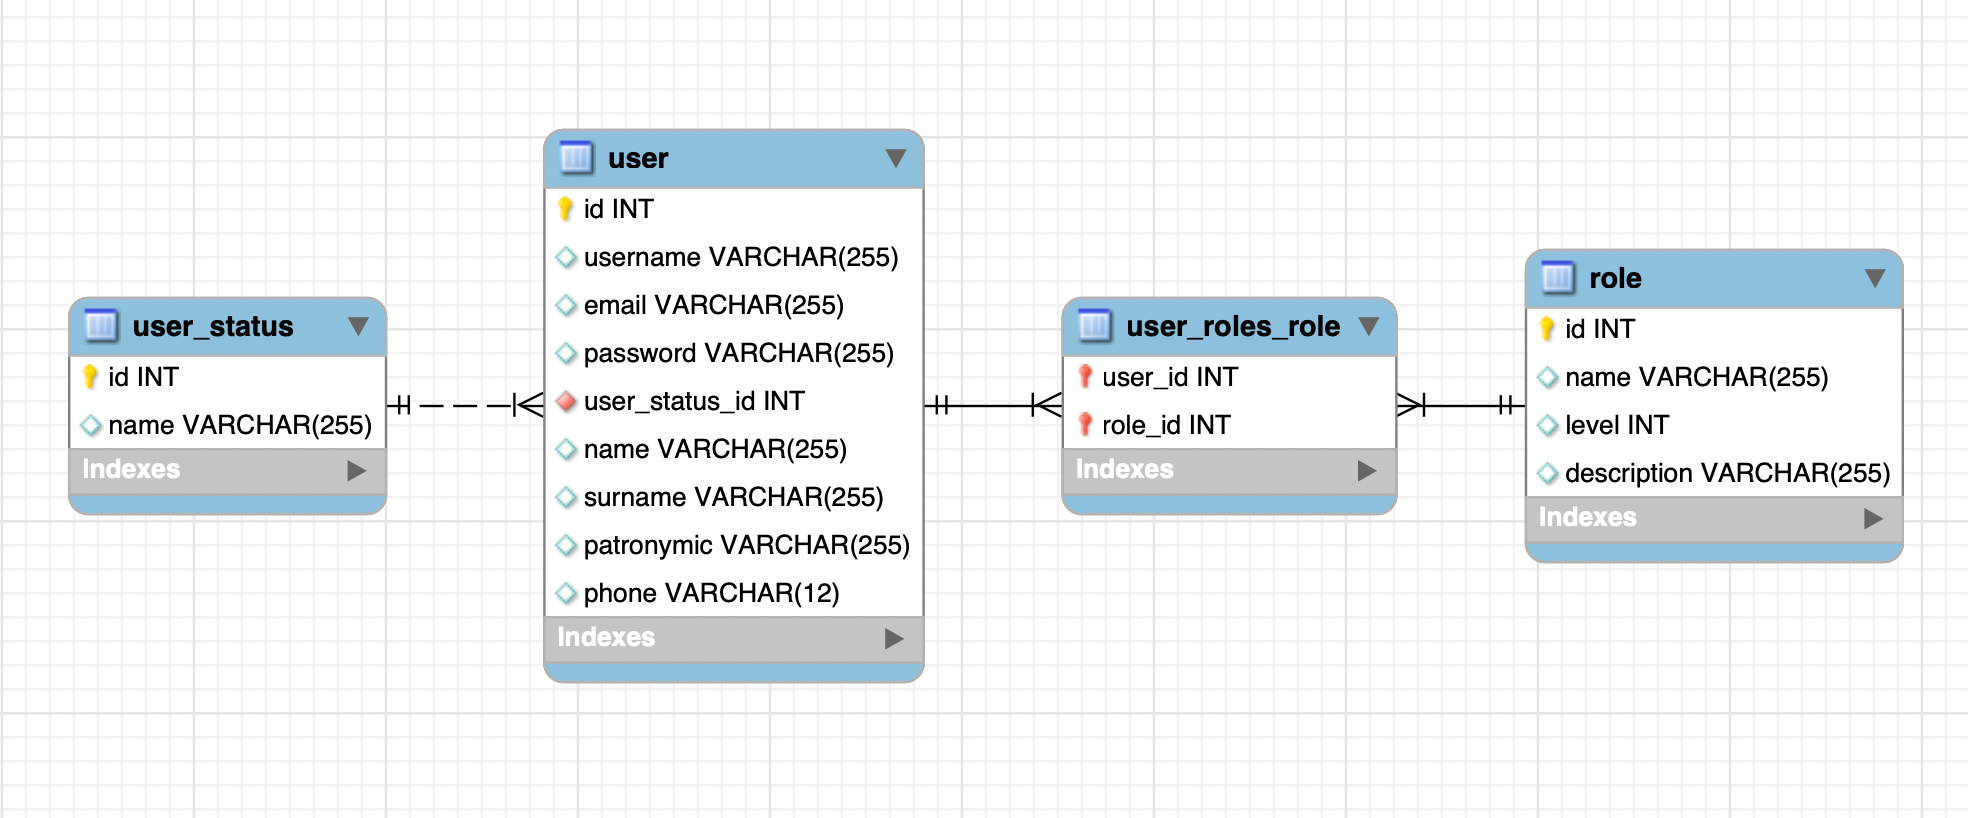 user_status
id INT
name VARCHAR(255)
Indexes
user
id INT
username VARCHAR(255)
email VARCHAR(255)
password VARCHAR(255)
user_status_id INT
name VARCHAR(255)
surname VARCHAR(255)
patronymic VARCHAR(255)
phone VARCHAR(12)
Indexes
user_roles_role
user_id INT
role_id INT
Indexes
role
id INT
name VARCHAR(255)
level INT
description VARCHAR(255)
Indexes